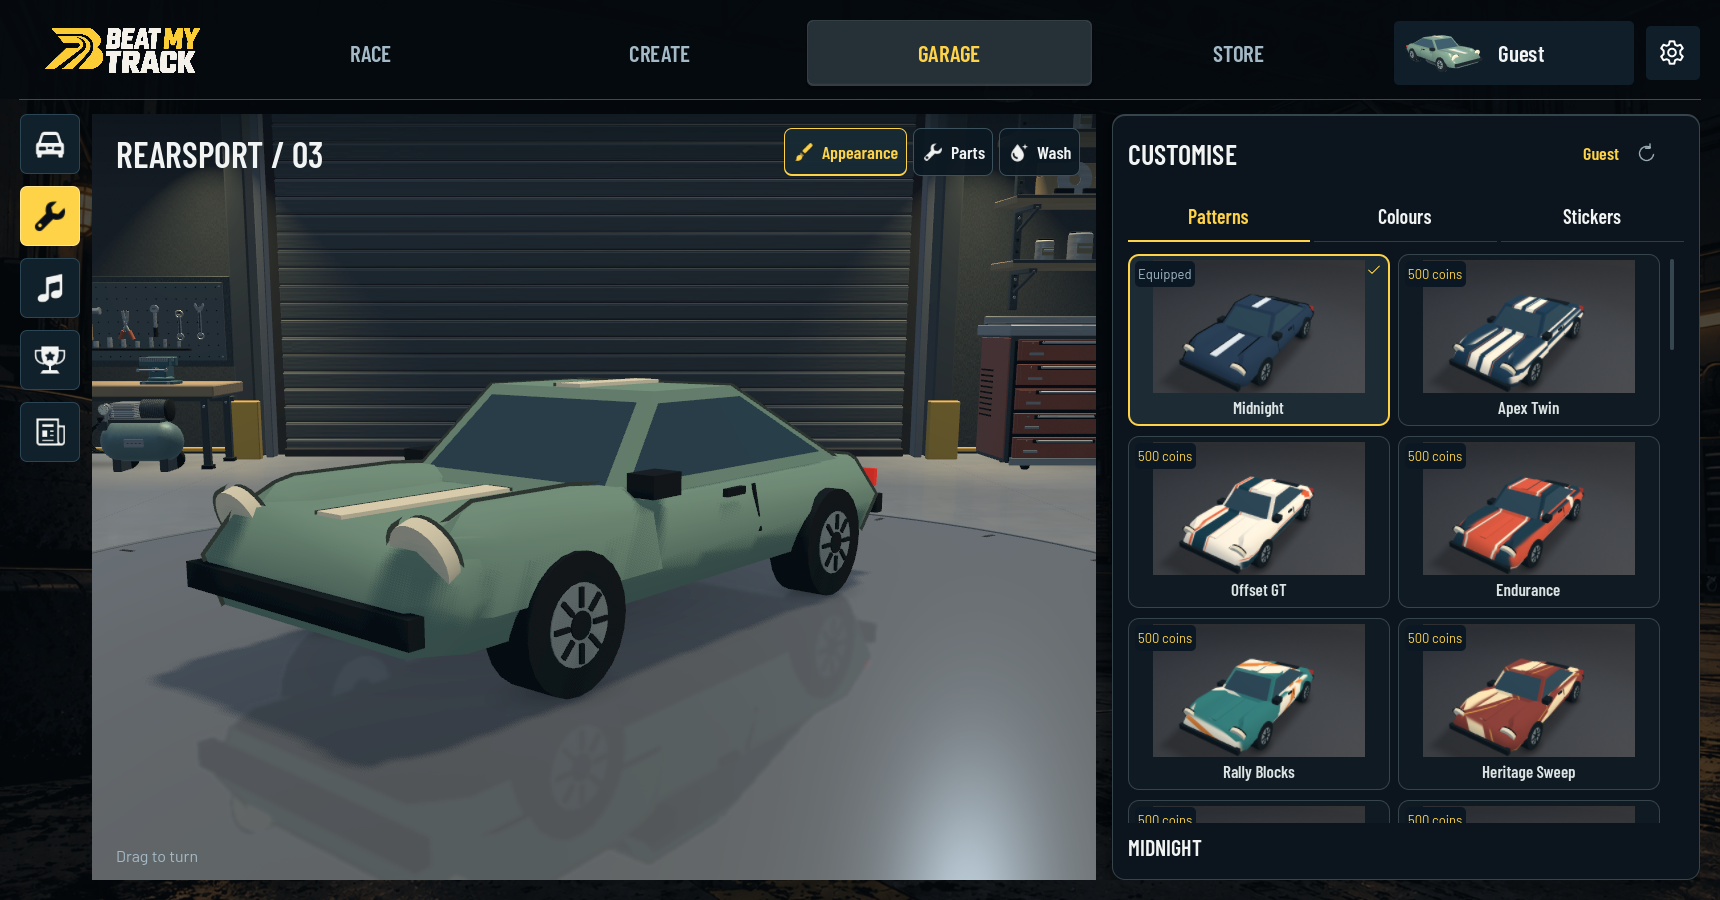 BEAT MY
TRACK
RACE
CREATE
GARAGE
STORE
Guest
REARSPORT / 03
Appearance
Parts
Wash
Drag to turn
CUSTOMISE
Guest
Patterns
Colours
Stickers
Equipped
Midnight
500 coins
Apex Twin
500 coins
Offset GT
500 coins
Endurance
500 coins
Rally Blocks
500 coins
Heritage Sweep
500 coins
500 coins
MIDNIGHT